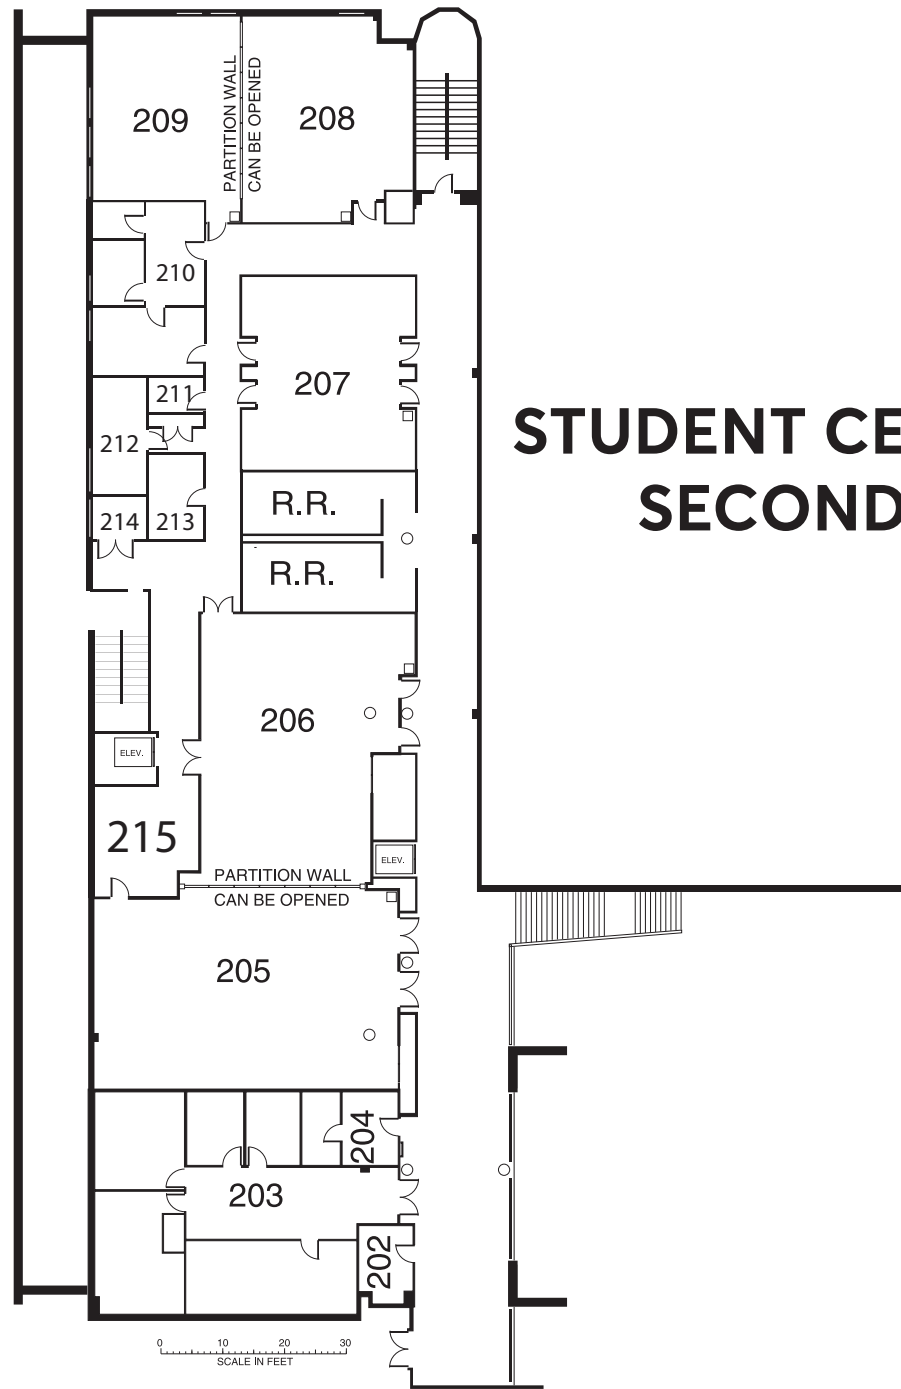 209
PARTITION WALL
CAN BE OPENED
208
210
207
211
212
214
213
R.R.
R.R.
STUDENT CE
SECOND
206
ELEV.
215
ELEV.
PARTITION WALL
CAN BE OPENED
205
204
203
202
0 10 20 30
SCALE IN FEET